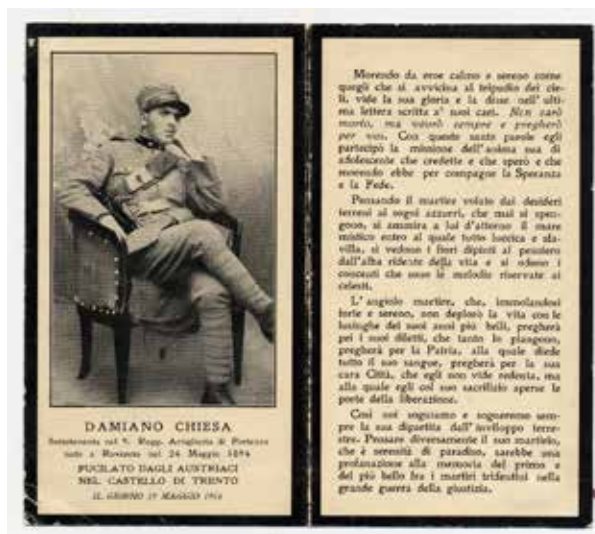 DAMIANO CHIESA
Sottotenente nel 5. Regg. Artiglieria di Fortezza
nato a Rovereto nel 24 Maggio 1894
FUCILATO DAGLI AUSTRIACI
NEL CASTELLO DI TRENTO
IL GIORNO 19 MAGGIO 1916
Morendo da eroe calmo e sereno come
quegli che si avvicina al tripudio dei cie-
li, vide la sua gloria e la disse nell' ulti-
ma lettera scritta a' suoi cari. Non sarò
morto, ma vivrò sempre e pregherò
per voi. Con queste sante parole egli
partecipò la missione dell'anima sua di
adolescente che credette e che sperò e che
morendo ebbe per compagne la Speranza
e la Fede.
Pensando il martire volato dai desideri
terreni ai sogni azzurri, che mai si spen-
gono, si ammira a lui d'attorno il mare
mistico entro al quale tutto luccica e sfa-
villa, si vedono i fiori dipinti al pensiero
dall'alba ridente della vita e si odono i
concenti che sono le melodie riservate ai
celesti.
L'angiolo martire, che, immolandosi
forte e sereno, non deplorò la vita con le
lusinghe dei suoi anni più belli, pregherà
pei i suoi diletti, che tanto lo piangono,
pregherà per la Patria, alla quale diede
tutto il suo sangue, pregherà per la sua
cara Città, che egli non vide redenta, ma
alla quale egli col suo sacrificio aperse le
porte della liberazione.
Così noi sogniamo e sogneremo sem-
pre la sua dipartita dall'inviluppo terre-
stre. Pensare diversamente il suo martirio,
che è serenità di paradiso, sarebbe una
profanazione alla memoria del primo e
del più bello fra i martiri tridentini nella
grande guerra della giustizia.